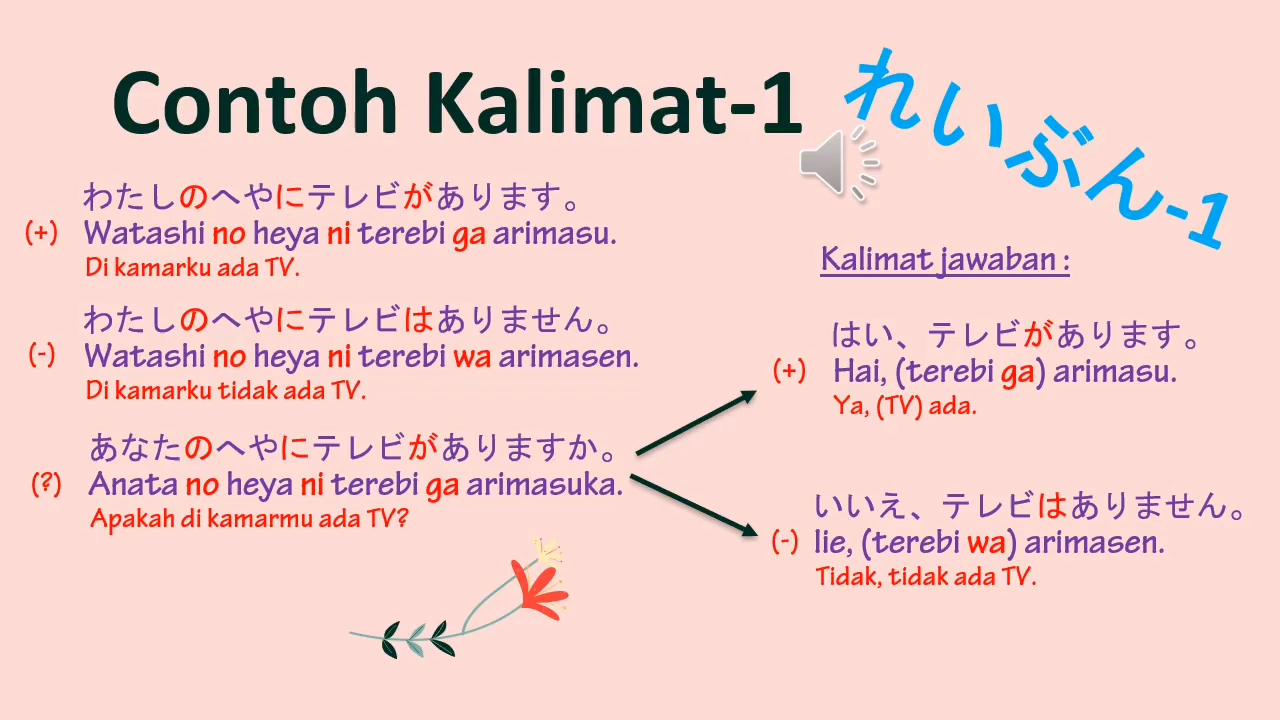 Contoh Kalimat-1
れいぶん-1
わたしのへやにテレビがあります。
(+) Watashi no heya ni terebi ga arimasu.
Di kamarku ada TV.
わたしのへやにテレビはありません。
(-) Watashi no heya ni terebi wa arimasen.
Di kamarku tidak ada TV.
あなたのへやにテレビがありますか。
(?) Anata no heya ni terebi ga arimasuka.
Apakah di kamarmu ada TV?
Kalimat jawaban :
はい、テレビがあります。
(+) Hai, (terebi ga) arimasu.
Ya, (TV) ada.
いいえ、テレビはありません。
(-) Iie, (terebi wa) arimasen.
Tidak, tidak ada TV.